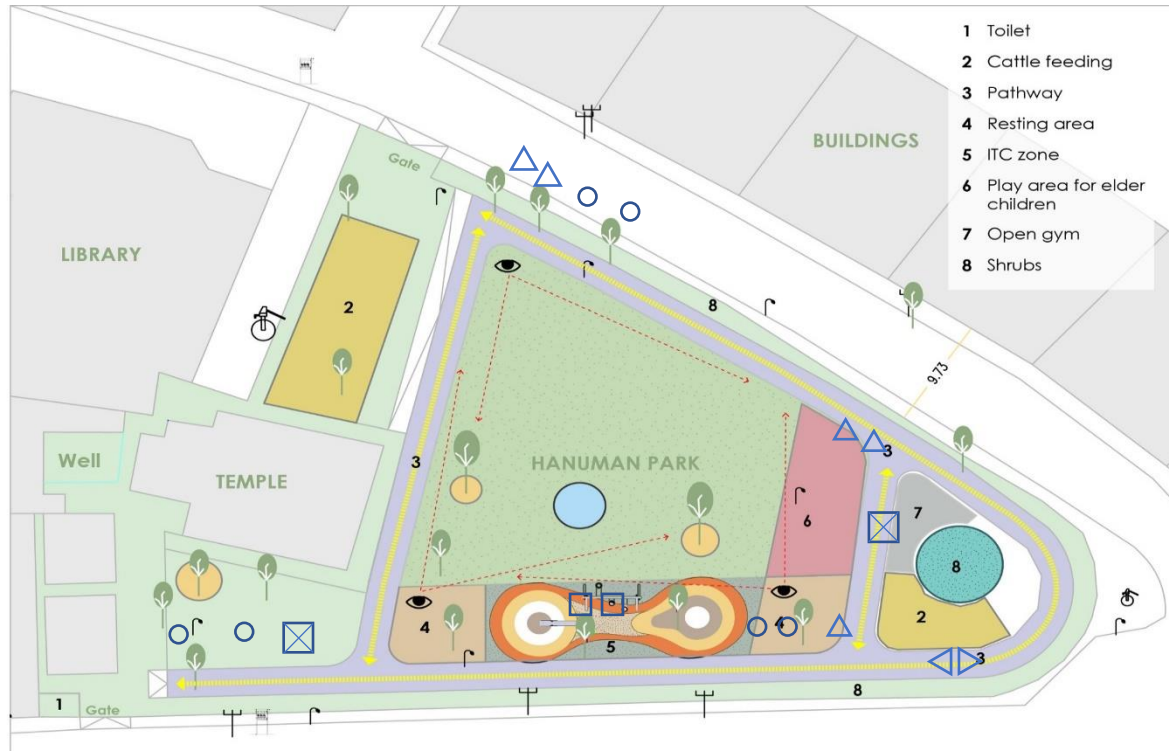 1 Toilet
2 Cattle feeding
3 Pathway
4 Resting area
5 ITC zone
6 Play area for elder
children
7 Open gym
8 Shrubs
BUILDINGS
Gate
LIBRARY
2
8
9.73
Well
TEMPLE
3
HANUMAN PARK
3
6
7
8
2
4
4
5
3
8
1
Gate